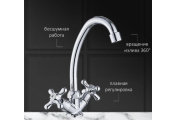 бесшумная
работа
вращение
излива 360°
плавная
регулировка